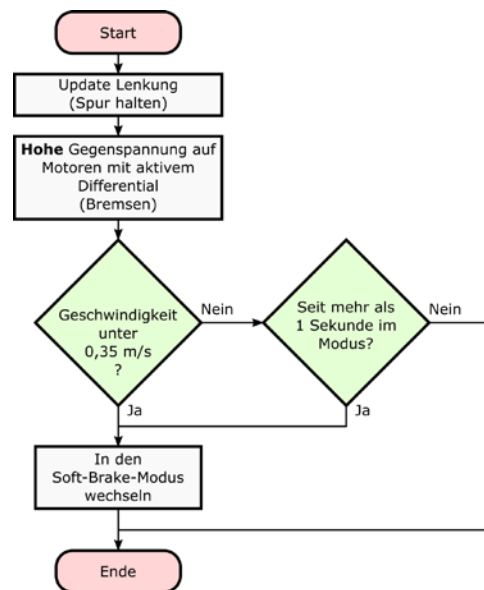 Start
Update Lenkung
(Spur halten)
Hohe Gegenspannung auf
Motoren mit aktivem
Differential
(Bremsen)
Geschwindigkeit
unter
0,35 m/s
?
Nein
Seit mehr als
1 Sekunde im
Modus?
Nein
Ja
Ja
In den
Soft-Brake-Modus
wechseln
Ende